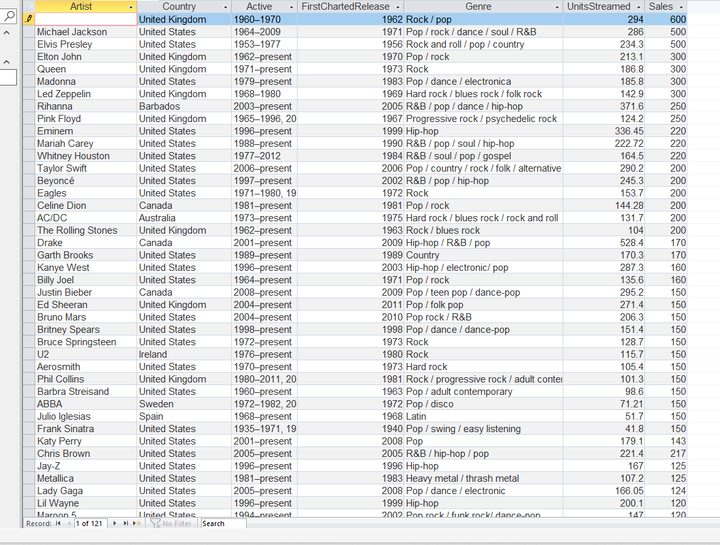 Artist Country Active FirstChartedRelease Genre UnitsStreamed Sales
United Kingdom 1960–1970 1962 Rock / pop 294 600
Michael Jackson United States 1964–2009 1971 Pop / rock / dance / soul / R&B 286 500
Elvis Presley United States 1953–1977 1956 Rock and roll / pop / country 234.3 500
Elton John United Kingdom 1962–present 1970 Pop / rock 213.1 300
Queen United Kingdom 1971–present 1973 Rock 186.8 300
Madonna United States 1979–present 1983 Pop / dance / electronica 185.8 300
Led Zeppelin United Kingdom 1968–1980 1969 Hard rock / blues rock / folk rock 142.9 300
Rihanna Barbados 2003–present 2005 R&B / pop / dance / hip-hop 371.6 250
Pink Floyd United Kingdom 1965–1996, 20 1967 Progressive rock / psychedelic rock 124.2 250
Eminem United States 1996–present 1999 Hip-hop 336.45 220
Mariah Carey United States 1988–present 1990 R&B / pop / soul / hip-hop 222.72 220
Whitney Houston United States 1977–2012 1984 R&B / soul / pop / gospel 164.5 220
Taylor Swift United States 2006–present 2006 Pop / country / rock / folk / alternative 290.2 200
Beyoncé United States 1997–present 2002 R&B / pop / hip-hop 245.3 200
Eagles United States 1971–1980, 19 1972 Rock 153.7 200
Celine Dion Canada 1981–present 1981 Pop / rock 144.28 200
AC/DC Australia 1973–present 1975 Hard rock / blues rock / rock and roll 131.7 200
The Rolling Stones United Kingdom 1962–present 1963 Rock / blues rock 104 200
Drake Canada 2001–present 2009 Hip-hop / R&B / pop 528.4 170
Garth Brooks United States 1989–present 1989 Country 170.3 170
Kanye West United States 1996–present 2003 Hip-hop / electronic/ pop 287.3 160
Billy Joel United States 1964–present 1971 Pop / rock 135.6 160
Justin Bieber Canada 2008–present 2009 Pop / teen pop / dance-pop 295.2 150
Ed Sheeran United Kingdom 2004–present 2011 Pop / folk pop 271.4 150
Bruno Mars United States 2004–present 2010 Pop rock / R&B 206.3 150
Britney Spears United States 1998–present 1998 Pop / dance / dance-pop 151.4 150
Bruce Springsteen United States 1972–present 1973 Rock 128.7 150
U2 Ireland 1976–present 1980 Rock 115.7 150
Aerosmith United States 1970–present 1973 Hard rock 105.4 150
Phil Collins United Kingdom 1980–2011, 20 1981 Rock / progressive rock / adult conter 101.3 150
Barbra Streisand United States 1960–present 1963 Pop / adult contemporary 98.6 150
ABBA Sweden 1972–1982, 20 1972 Pop / disco 71.21 150
Julio Iglesias Spain 1968–present 1968 Latin 51.7 150
Frank Sinatra United States 1935–1971, 19 1940 Pop / swing / easy listening 41.8 150
Katy Perry United States 2001–present 2008 Pop 179.1 143
Chris Brown United States 2005–present 2005 R&B / hip-hop / pop 221.4 217
Jay-Z United States 1996–present 1996 Hip-hop 167 125
Metallica United States 1981–present 1983 Heavy metal / thrash metal 107.2 125
Lady Gaga United States 2005–present 2008 Pop / dance / electronic 166.05 124
Lil Wayne United States 1996–present 1999 Hip-hop 200.1 120
Maroon 5 United States 1994–present 2002 Pop rock / funk rock/ dance-pop 147 120
Record: 1 of 121 No Filter Search